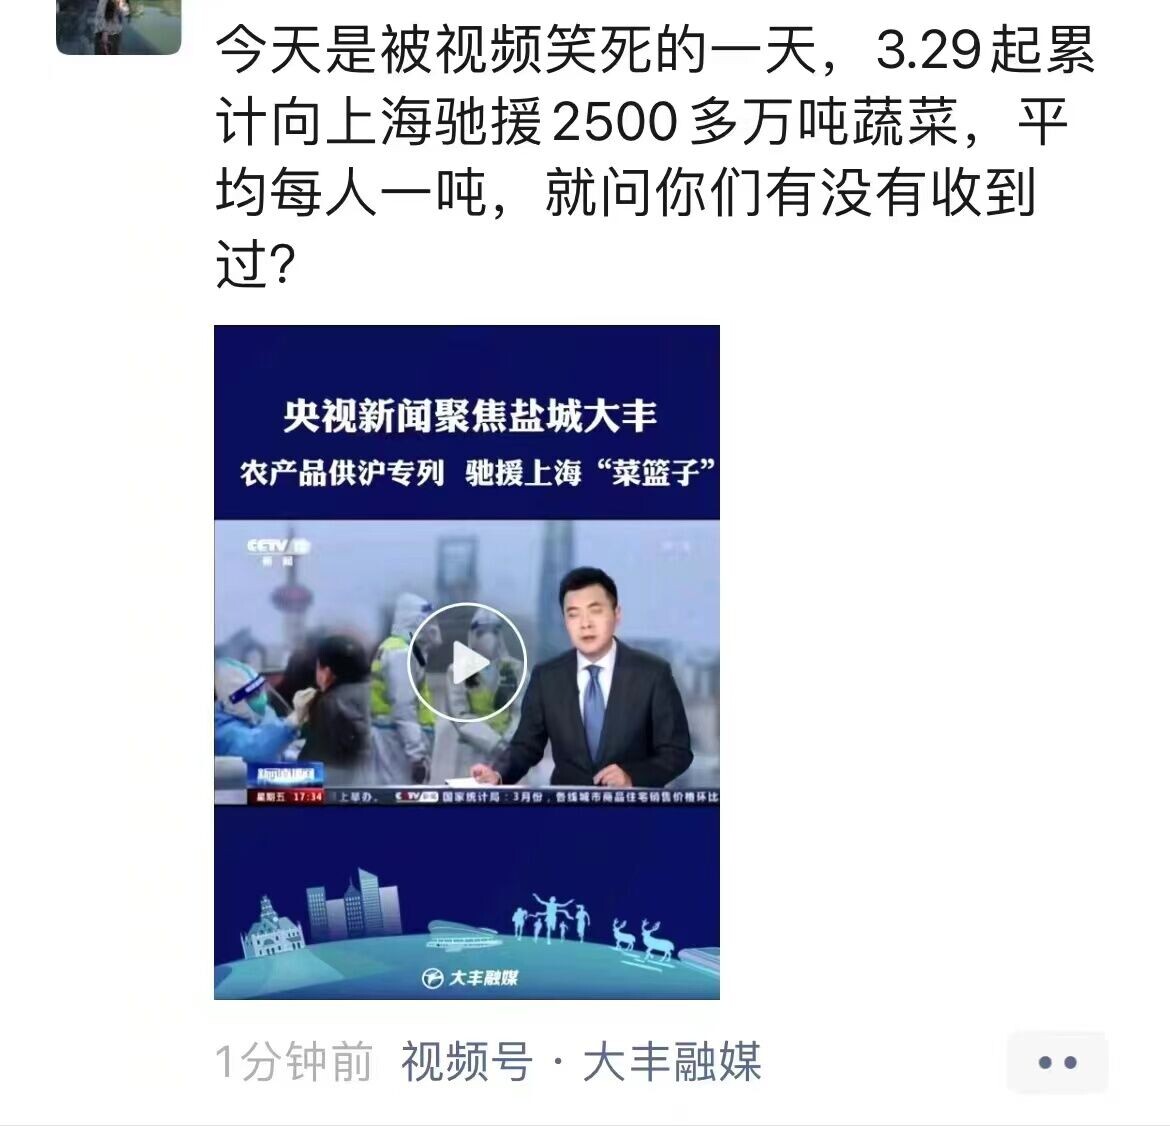 今天是被视频笑死的一天，3.29起累
计向上海驰援2500多万吨蔬菜，平
均每人一吨，就问你们有没有收到
过？
央视新闻聚焦盐城大丰
农产品供沪专列 驰援上海“菜篮子”
CCTV 13
新闻
新闻直播间
星期五 17:34 上举办。 CCTV 国家统计局：3月份，各线城市商品住宅销售价格环比
大丰融媒
1分钟前 视频号 · 大丰融媒